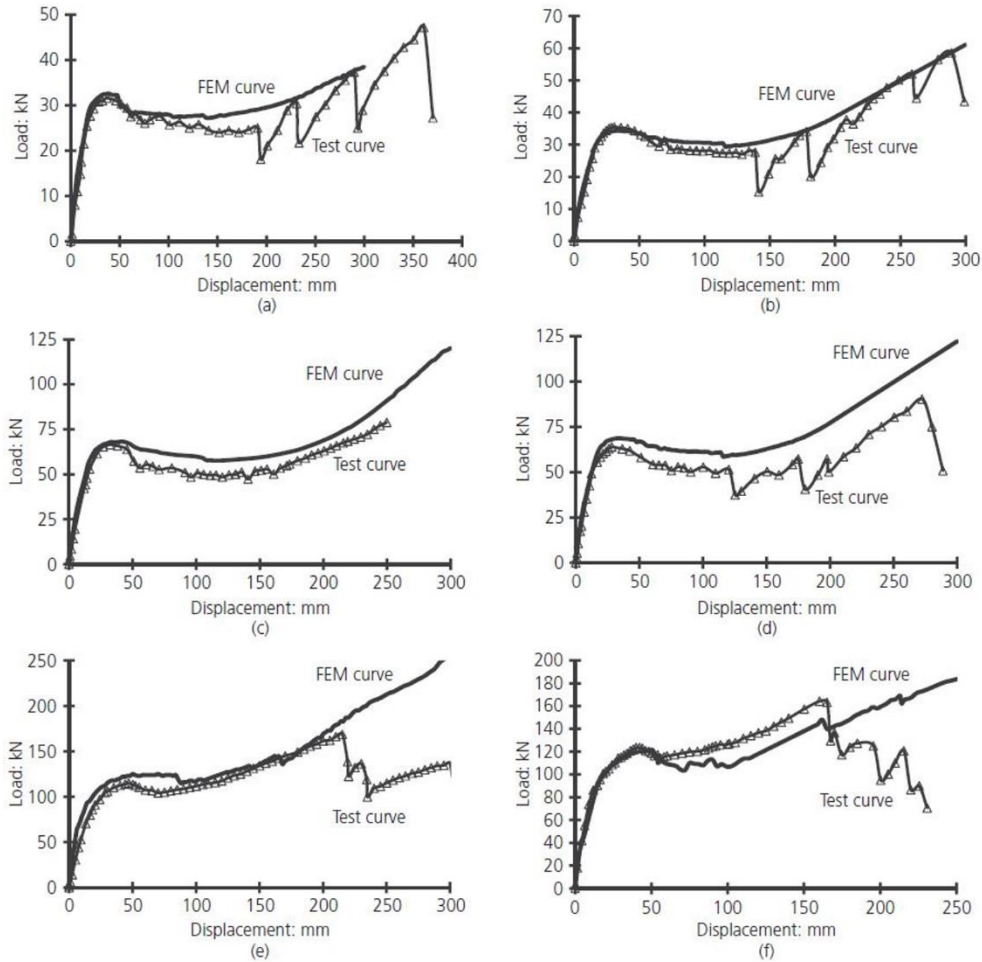 50
40
30
20
10
0
Load: kN
FEM curve
Test curve
0 50 100 150 200 250 300 350 400
Displacement: mm
(a)
70
60
50
40
30
20
10
0
Load: kN
FEM curve
Test curve
0 50 100 150 200 250 300
Displacement: mm
(b)
125
100
75
50
25
0
Load: kN
FEM curve
Test curve
0 50 100 150 200 250 300
Displacement: mm
(c)
125
100
75
50
25
0
Load: kN
FEM curve
Test curve
0 50 100 150 200 250 300
Displacement: mm
(d)
250
200
150
100
50
0
Load: kN
FEM curve
Test curve
0 50 100 150 200 250 300
Displacement: mm
(e)
200
180
160
140
120
100
80
60
40
20
0
Load: kN
FEM curve
Test curve
0 50 100 150 200 250
Displacement: mm
(f)